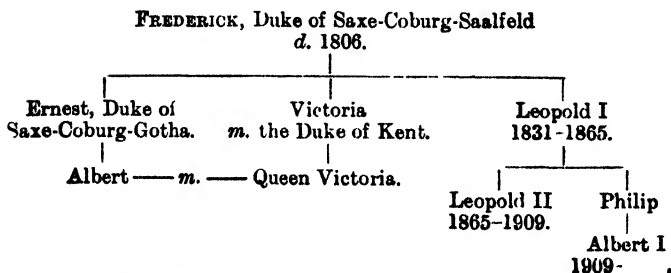 FREDERICK, Duke of Saxe-Coburg-Saalfeld
d. 1806.
Ernest, Duke of
Saxe-Coburg-Gotha.
Victoria
m. the Duke of Kent.
Leopold I
1831-1865.
Albert — m. — Queen Victoria.
Leopold II
1865-1909.
Philip
Albert I
1909- .